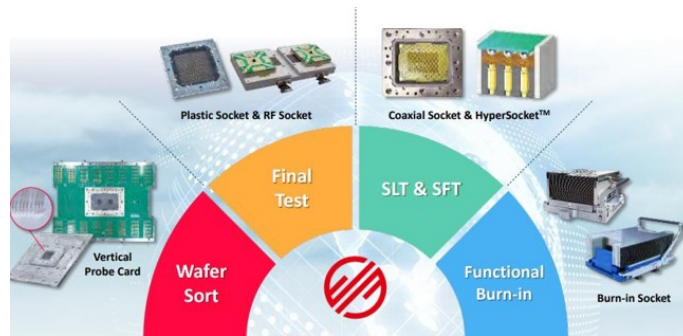 Plastic Socket & RF Socket
Coaxial Socket & HyperSocket™
Final
Test
SLT & SFT
Vertical
Probe Card
Wafer
Sort
Functional
Burn-in
Burn-in Socket